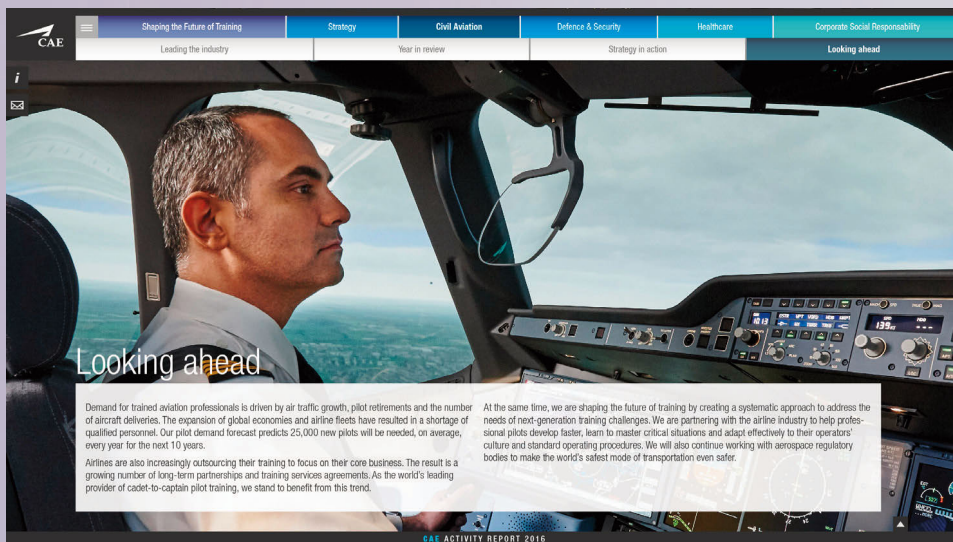 CAE
Shaping the Future of Training
Strategy
Civil Aviation
Defence & Security
Healthcare
Corporate Social Responsability
Leading the industry
Year in review
Strategy in action
Looking ahead
i
1013
CSTR WPT VORD NDB ARPT
139
Looking ahead
Demand for trained aviation professionals is driven by air traffic growth, pilot retirements and the number
of aircraft deliveries. The expansion of global economies and airline fleets have resulted in a shortage of
qualified personnel. Our pilot demand forecast predicts 25,000 new pilots will be needed, on average,
every year for the next 10 years.
Airlines are also increasingly outsourcing their training to focus on their core business. The result is a
growing number of long-term partnerships and training services agreements. As the world's leading
provider of cadet-to-captain pilot training, we stand to benefit from this trend.
At the same time, we are shaping the future of training by creating a systematic approach to address the
needs of next-generation training challenges. We are partnering with the airline industry to help profes-
sional pilots develop faster, learn to master critical situations and adapt effectively to their operators'
culture and standard operating procedures. We will also continue working with aerospace regulatory
bodies to make the world's safest mode of transportation even safer.
CAE ACTIVITY REPORT 2016